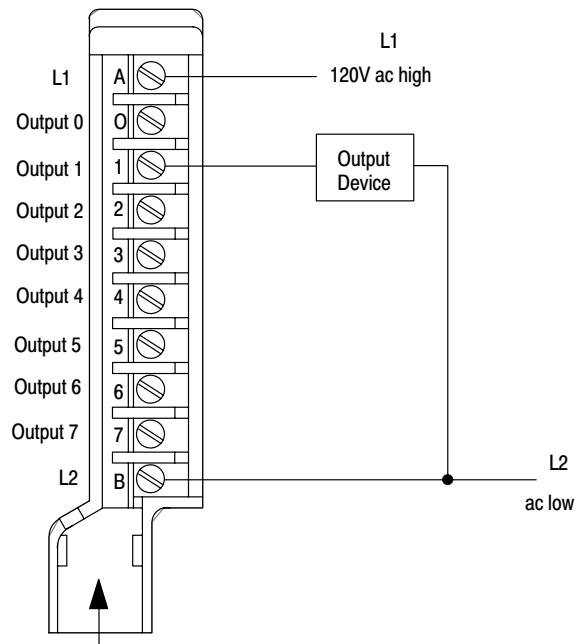 L1
L1 A 120V ac high
Output 0 O
Output 1 1 Output
Device
Output 2 2
Output 3 3
Output 4 4
Output 5 5
Output 6 6
Output 7 7
L2 B L2
ac low